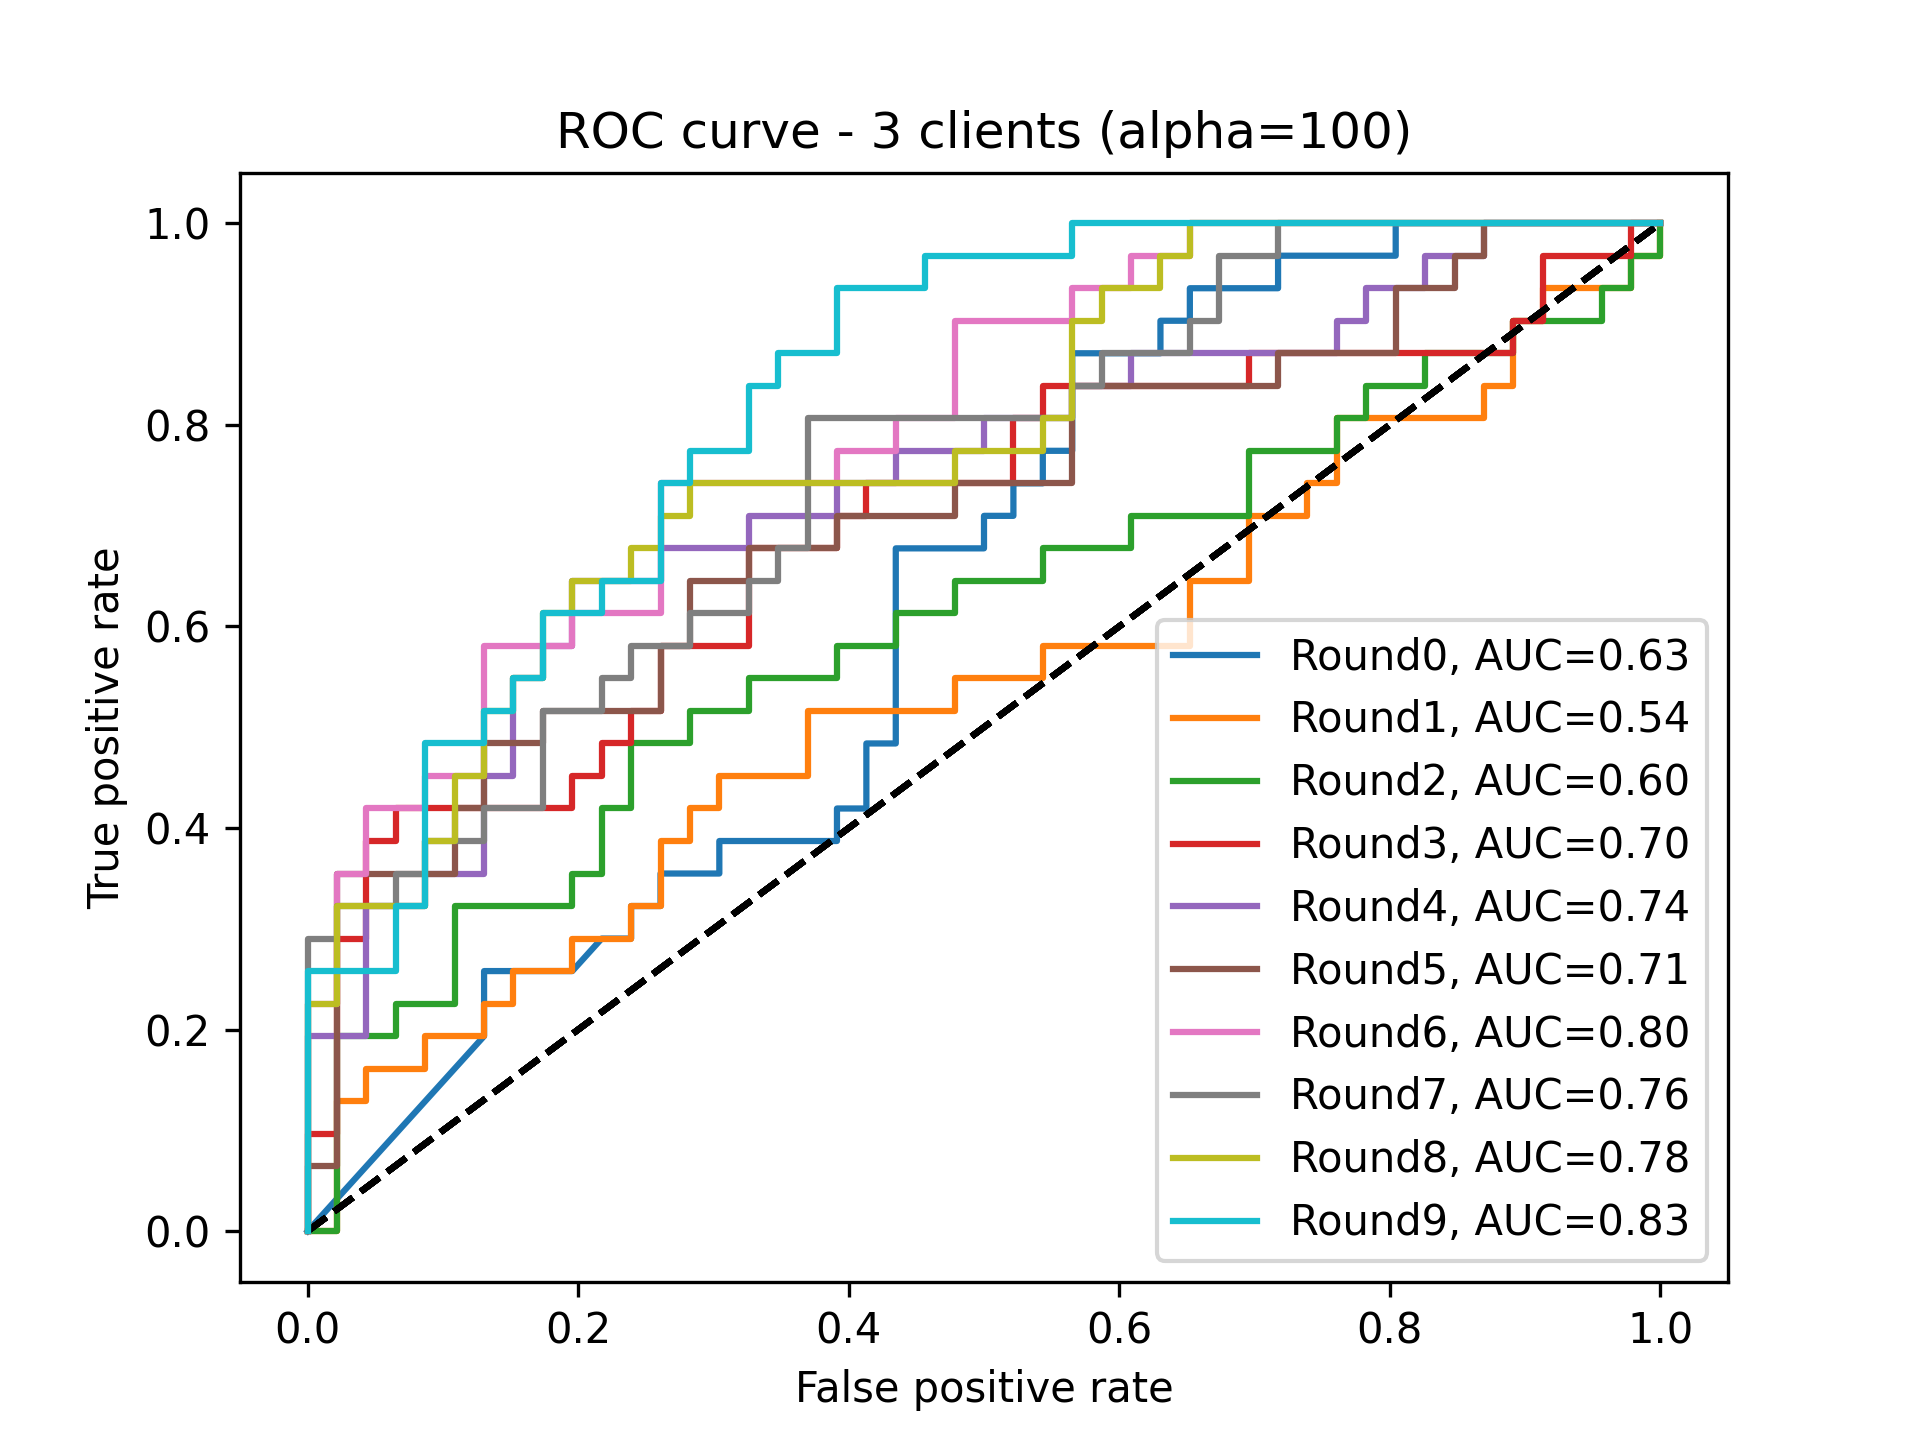 ROC curve - 3 clients (alpha=100)
True positive rate
1.0
0.8
0.6
0.4
0.2
0.0
0.0 0.2 0.4 0.6 0.8 1.0
False positive rate
Round0, AUC=0.63
Round1, AUC=0.54
Round2, AUC=0.60
Round3, AUC=0.70
Round4, AUC=0.74
Round5, AUC=0.71
Round6, AUC=0.80
Round7, AUC=0.76
Round8, AUC=0.78
Round9, AUC=0.83